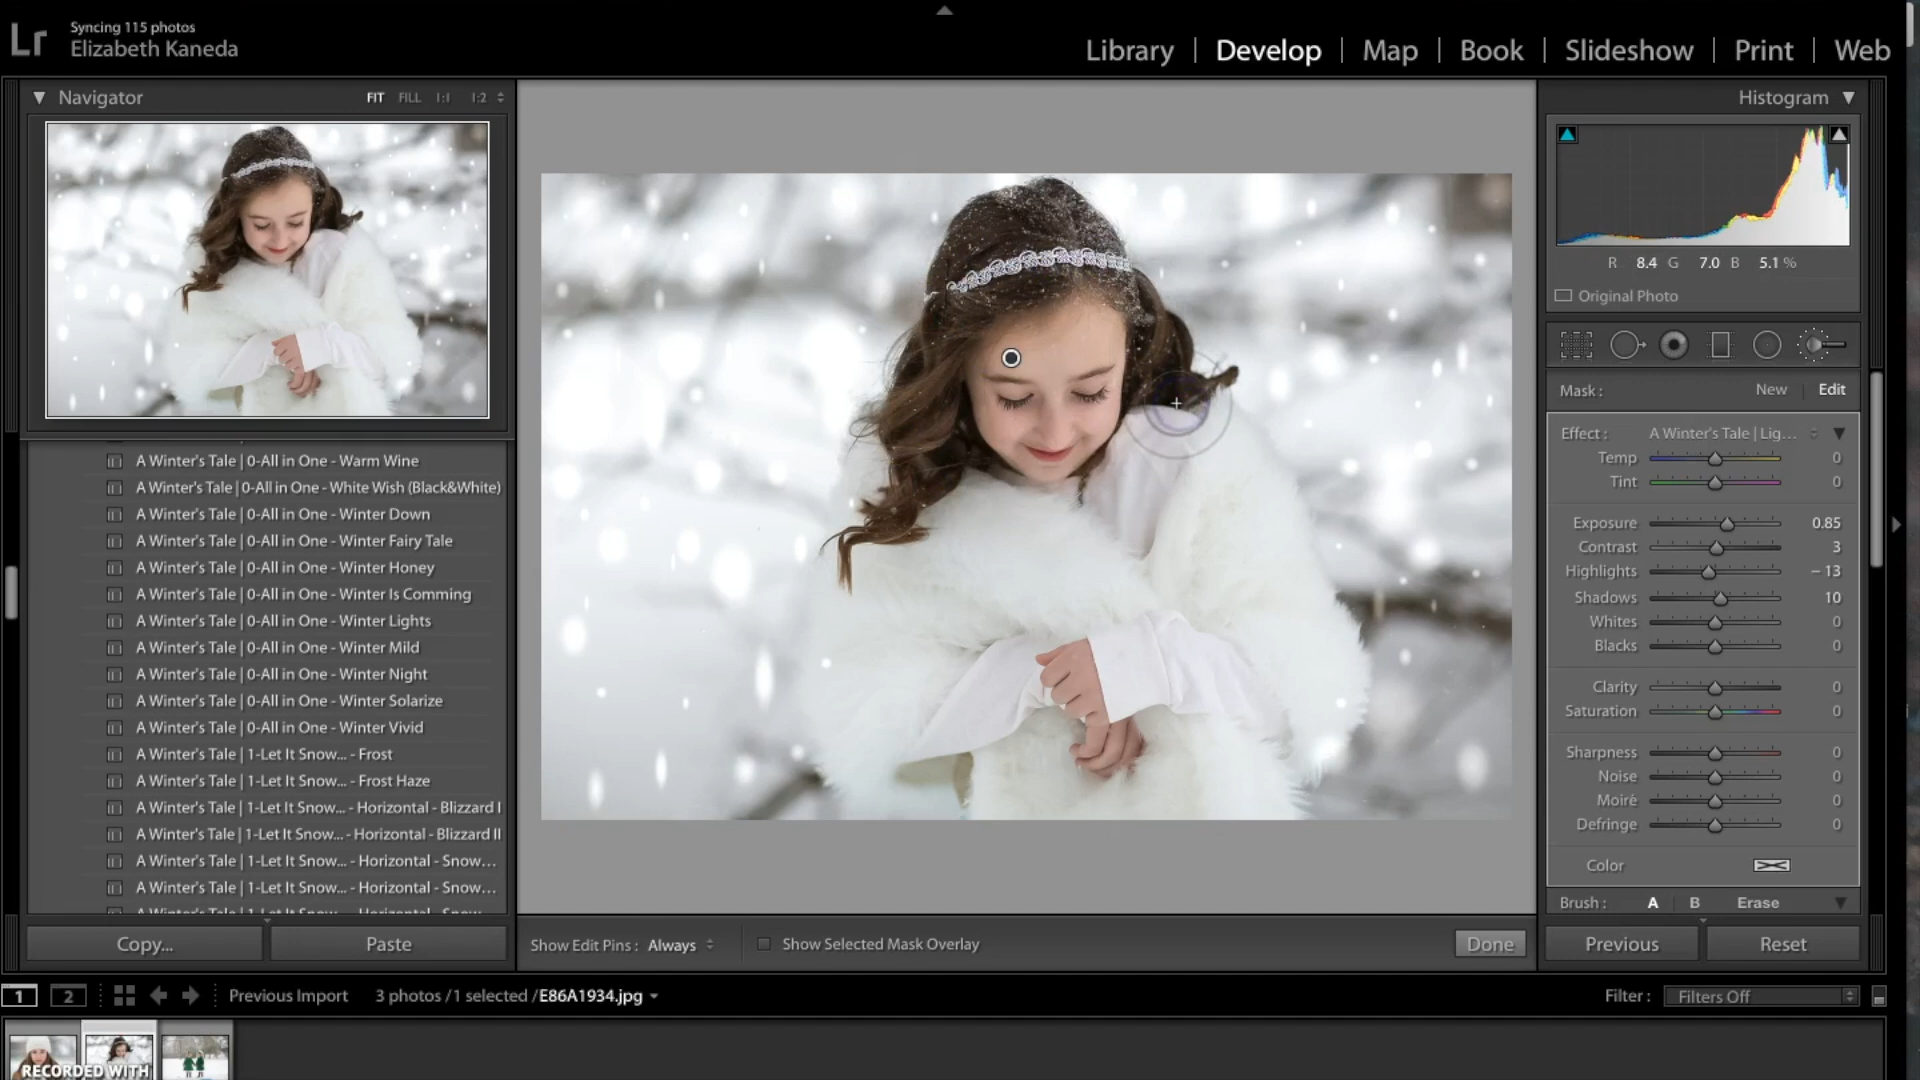 Lr
Syncing 115 photos
Elizabeth Kaneda
Library | Develop | Map | Book | Slideshow | Print | Web
Navigator
FIT FILL 1:1 1:2
A Winter's Tale | 0-All in One - Warm Wine
A Winter's Tale | 0-All in One - White Wish (Black&White)
A Winter's Tale | 0-All in One - Winter Down
A Winter's Tale | 0-All in One - Winter Fairy Tale
A Winter's Tale | 0-All in One - Winter Honey
A Winter's Tale | 0-All in One - Winter Is Comming
A Winter's Tale | 0-All in One - Winter Lights
A Winter's Tale | 0-All in One - Winter Mild
A Winter's Tale | 0-All in One - Winter Night
A Winter's Tale | 0-All in One - Winter Solarize
A Winter's Tale | 0-All in One - Winter Vivid
A Winter's Tale | 1-Let It Snow... - Frost
A Winter's Tale | 1-Let It Snow... - Frost Haze
A Winter's Tale | 1-Let It Snow... - Horizontal - Blizzard I
A Winter's Tale | 1-Let It Snow... - Horizontal - Blizzard II
A Winter's Tale | 1-Let It Snow... - Horizontal - Snow...
A Winter's Tale | 1-Let It Snow... - Horizontal - Snow...
Copy...
Paste
Show Edit Pins : Always
Show Selected Mask Overlay
Done
Histogram
R 8.4 G 7.0 B 5.1 %
Original Photo
Mask : New | Edit
Effect : A Winter's Tale | Lig...
Temp 0
Tint 0
Exposure 0.85
Contrast 3
Highlights – 13
Shadows 10
Whites 0
Blacks 0
Clarity 0
Saturation 0
Sharpness 0
Noise 0
Moiré 0
Defringe 0
Color
Brush : A | B Erase
Previous
Reset
1 2
Previous Import
3 photos /1 selected /E86A1934.jpg
Filter : Filters Off
RECORDED WITH